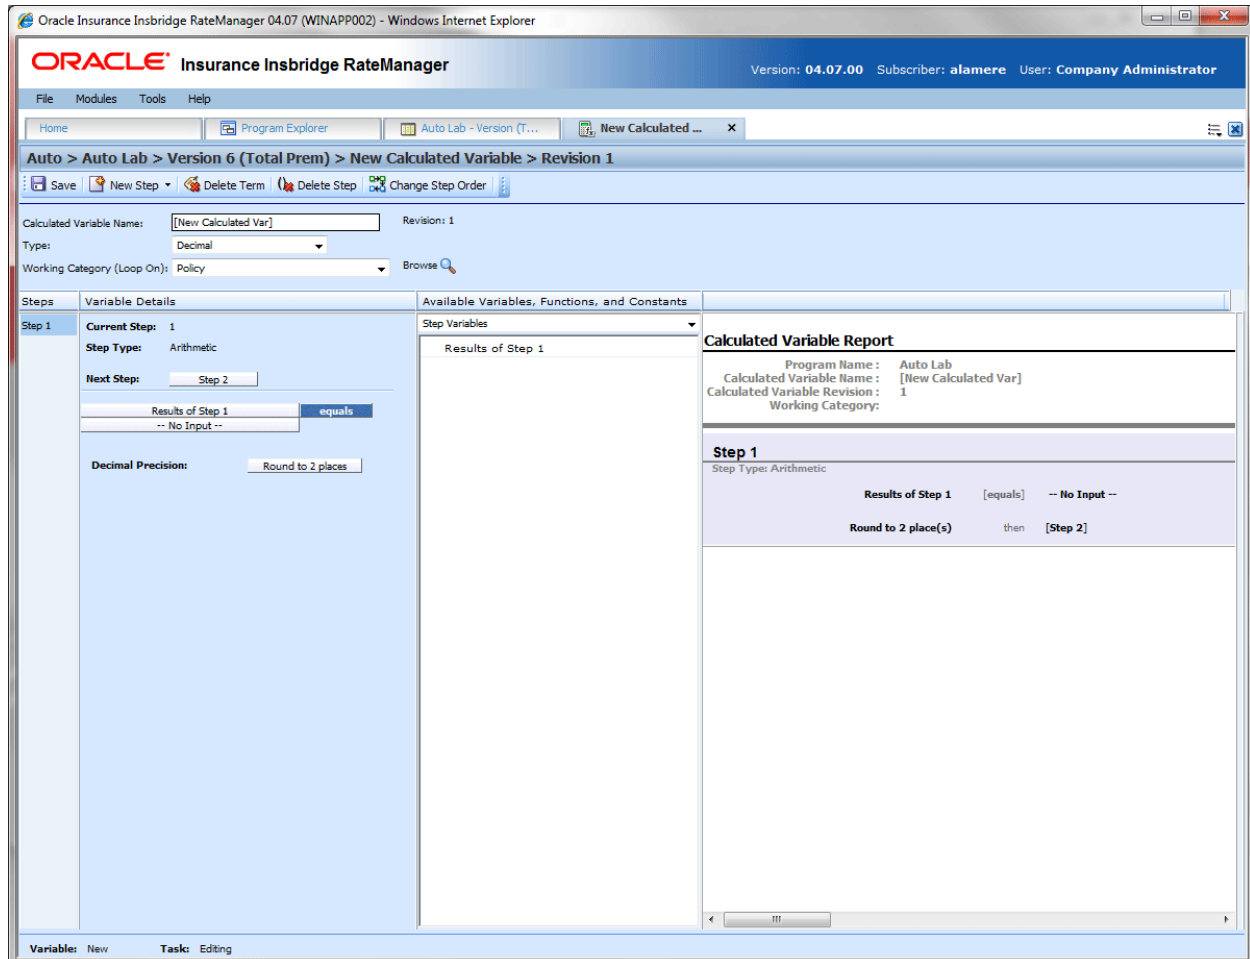 Oracle Insurance Insbridge RateManager 04.07 (WINAPP002) - Windows Internet Explorer
ORACLE Insurance Insbridge RateManager
Version: 04.07.00 Subscriber: alamere User: Company Administrator
File Modules Tools Help
Home Program Explorer Auto Lab - Version (T... New Calculated ... x
Auto > Auto Lab > Version 6 (Total Prem) > New Calculated Variable > Revision 1
Save New Step Delete Term Delete Step Change Step Order
Calculated Variable Name: [New Calculated Var] Revision: 1
Type: Decimal
Working Category (Loop On): Policy Browse
Steps Variable Details Available Variables, Functions, and Constants
Step 1 Current Step: 1 Step Variables
Step Type: Arithmetic Results of Step 1
Next Step: Step 2
Results of Step 1 equals
-- No Input --
Decimal Precision: Round to 2 places
Calculated Variable Report
Program Name : Auto Lab
Calculated Variable Name : [New Calculated Var]
Calculated Variable Revision : 1
Working Category:
Step 1
Step Type: Arithmetic
Results of Step 1 [equals] -- No Input --
Round to 2 place(s) then [Step 2]
Variable: New Task: Editing